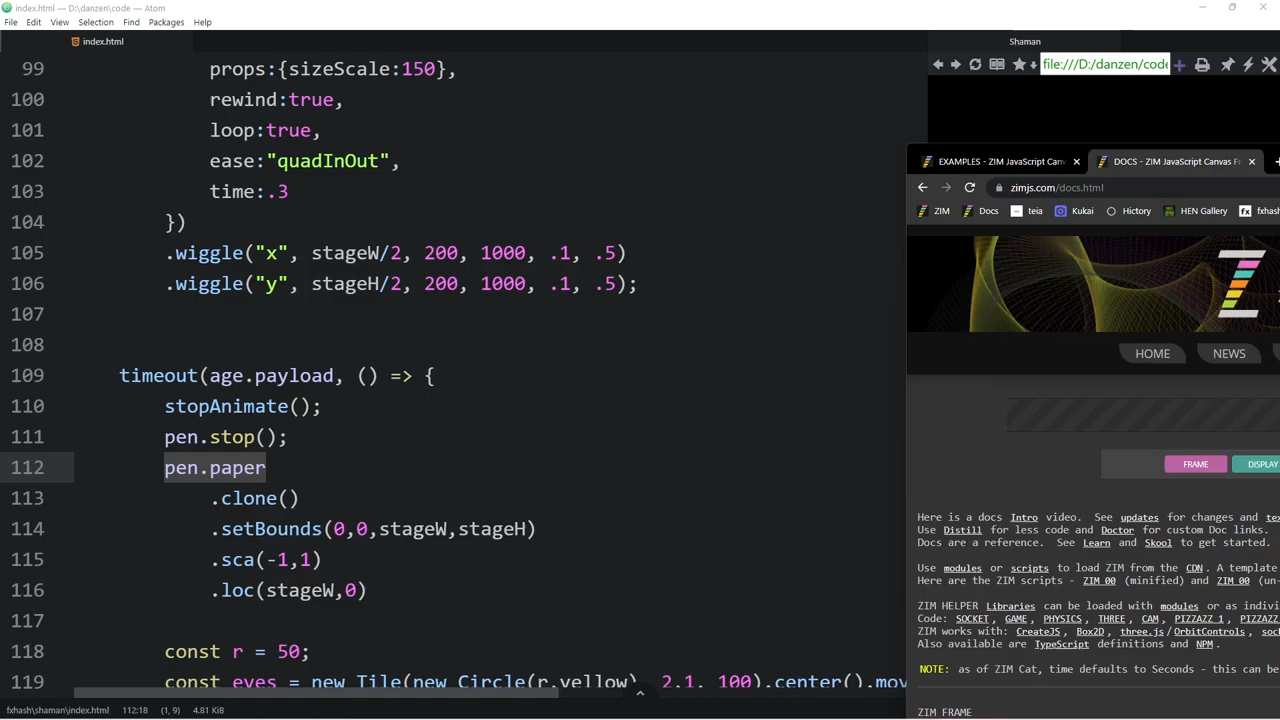 index.html — D:\danzen\code — Atom
File Edit View Selection Find Packages Help
index.html
Shaman
file:///D:/danzen/code
99 props:{sizeScale:150},
100 rewind:true,
101 loop:true,
102 ease:"quadInOut",
103 time:.3
104 })
105 .wiggle("x", stageW/2, 200, 1000, .1, .5)
106 .wiggle("y", stageH/2, 200, 1000, .1, .5);
107
108
109 timeout(age.payload, () => {
110 stopAnimate();
111 pen.stop();
112 pen.paper
113 .clone()
114 .setBounds(0,0,stageW,stageH)
115 .sca(-1,1)
116 .loc(stageW,0)
117
118 const r = 50;
119 const eyes = new Tile(new Circle(r,yellow), 2,1, 100).center().mov
fxhash\shaman\index.html 112:18 (1, 9) 4.81 KiB
EXAMPLES - ZIM JavaScript Canv
DOCS - ZIM JavaScript Canvas F
zimjs.com/docs.html
ZIM Docs teia Kukai Hictory HEN Gallery fx fxhash
HOME NEWS
FRAME DISPLAY
Here is a docs Intro video. See updates for changes and tex
Use Distill for less code and Doctor for custom Doc links.
Docs are a reference. See Learn and Skool to get started.
Use modules or scripts to load ZIM from the CDN. A template
Here are the ZIM scripts - ZIM 00 (minified) and ZIM 00 (un-
ZIM HELPER Libraries can be loaded with modules or as indivi
Code: SOCKET, GAME, PHYSICS, THREE, CAM, PIZZAZZ 1, PIZZAZZ
ZIM works with: CreateJS, Box2D, three.js/OrbitControls, soc
Also available are TypeScript definitions and NPM.
NOTE: as of ZIM Cat, time defaults to Seconds - this can be
ZIM FRAME